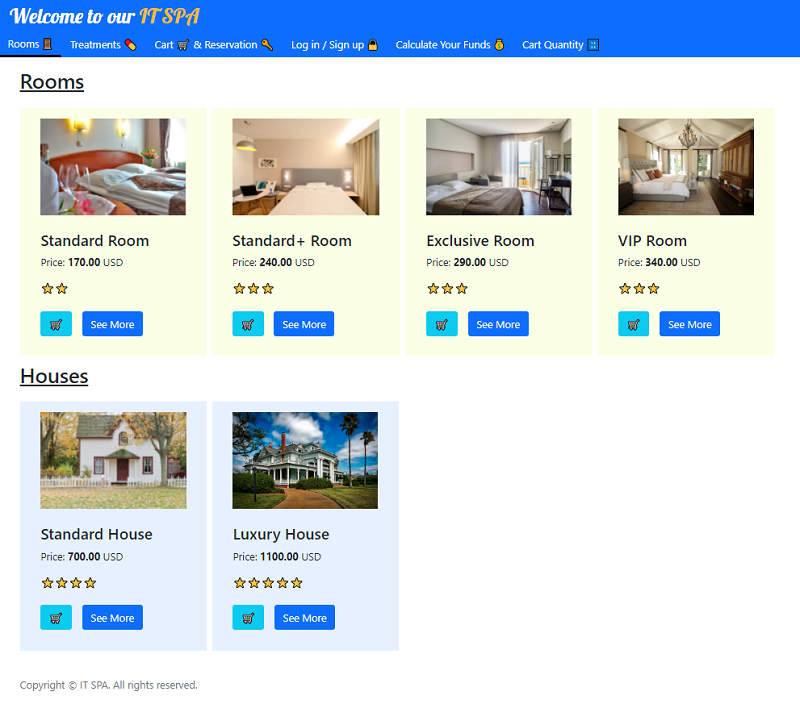 Welcome to our IT SPA
Rooms 🚪 Treatments 💊 Cart 🛒 & Reservation 🔑 Log in / Sign up 🔒 Calculate Your Funds 💰 Cart Quantity 🔢
Rooms
Standard Room
Price: 170.00 USD
⭐⭐
🛒 See More
Standard+ Room
Price: 240.00 USD
⭐⭐⭐
🛒 See More
Exclusive Room
Price: 290.00 USD
⭐⭐⭐
🛒 See More
VIP Room
Price: 340.00 USD
⭐⭐⭐
🛒 See More
Houses
Standard House
Price: 700.00 USD
⭐⭐⭐⭐
🛒 See More
Luxury House
Price: 1100.00 USD
⭐⭐⭐⭐⭐
🛒 See More
Copyright © IT SPA. All rights reserved.